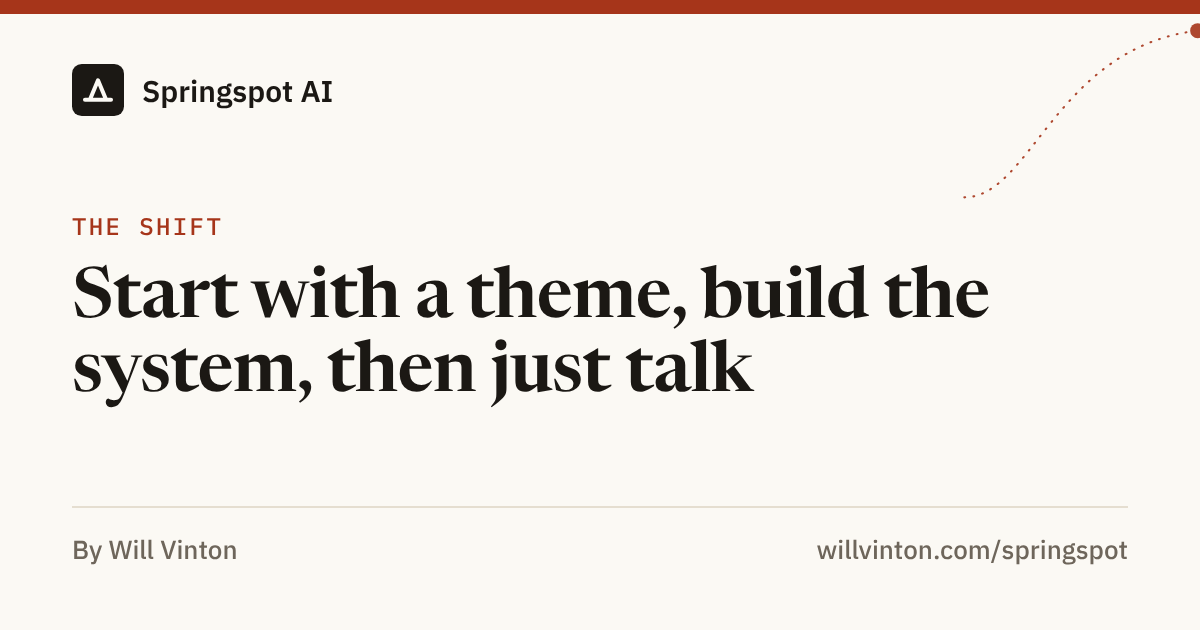 Springspot AI
THE SHIFT
Start with a theme, build the
system, then just talk
By Will Vinton
willvinton.com/springspot